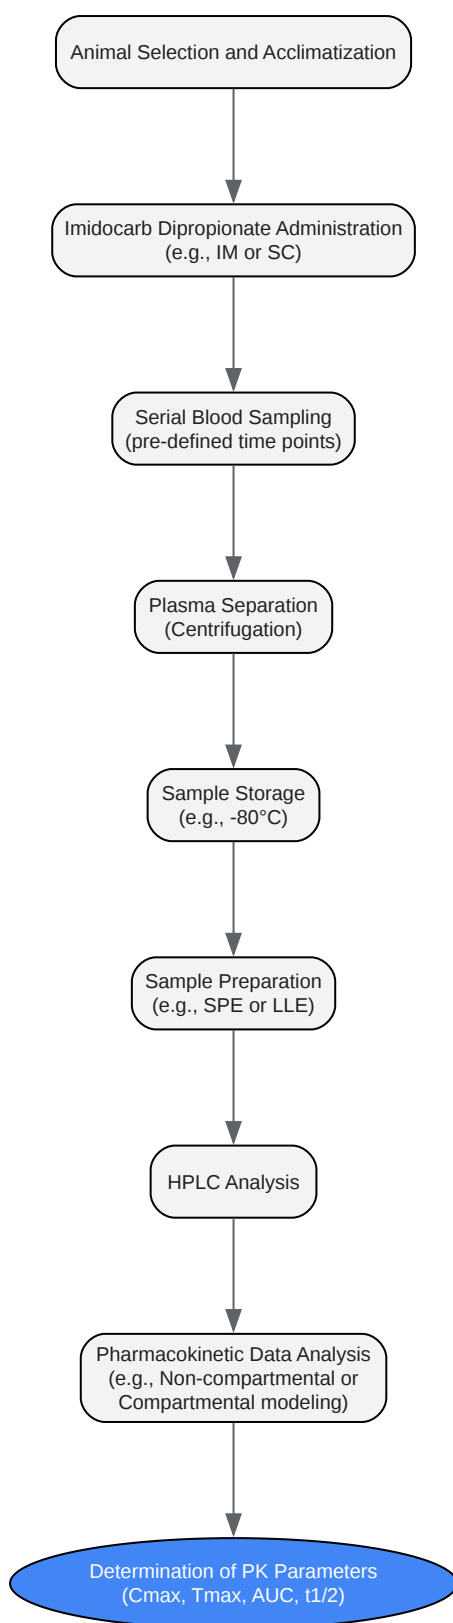 Animal Selection and Acclimatization
Imidocarb Dipropionate Administration
(e.g., IM or SC)
Serial Blood Sampling
(pre-defined time points)
Plasma Separation
(Centrifugation)
Sample Storage
(e.g., -80°C)
Sample Preparation
(e.g., SPE or LLE)
HPLC Analysis
Pharmacokinetic Data Analysis
(e.g., Non-compartmental or
Compartmental modeling)
Determination of PK Parameters
(Cmax, Tmax, AUC, t1/2)